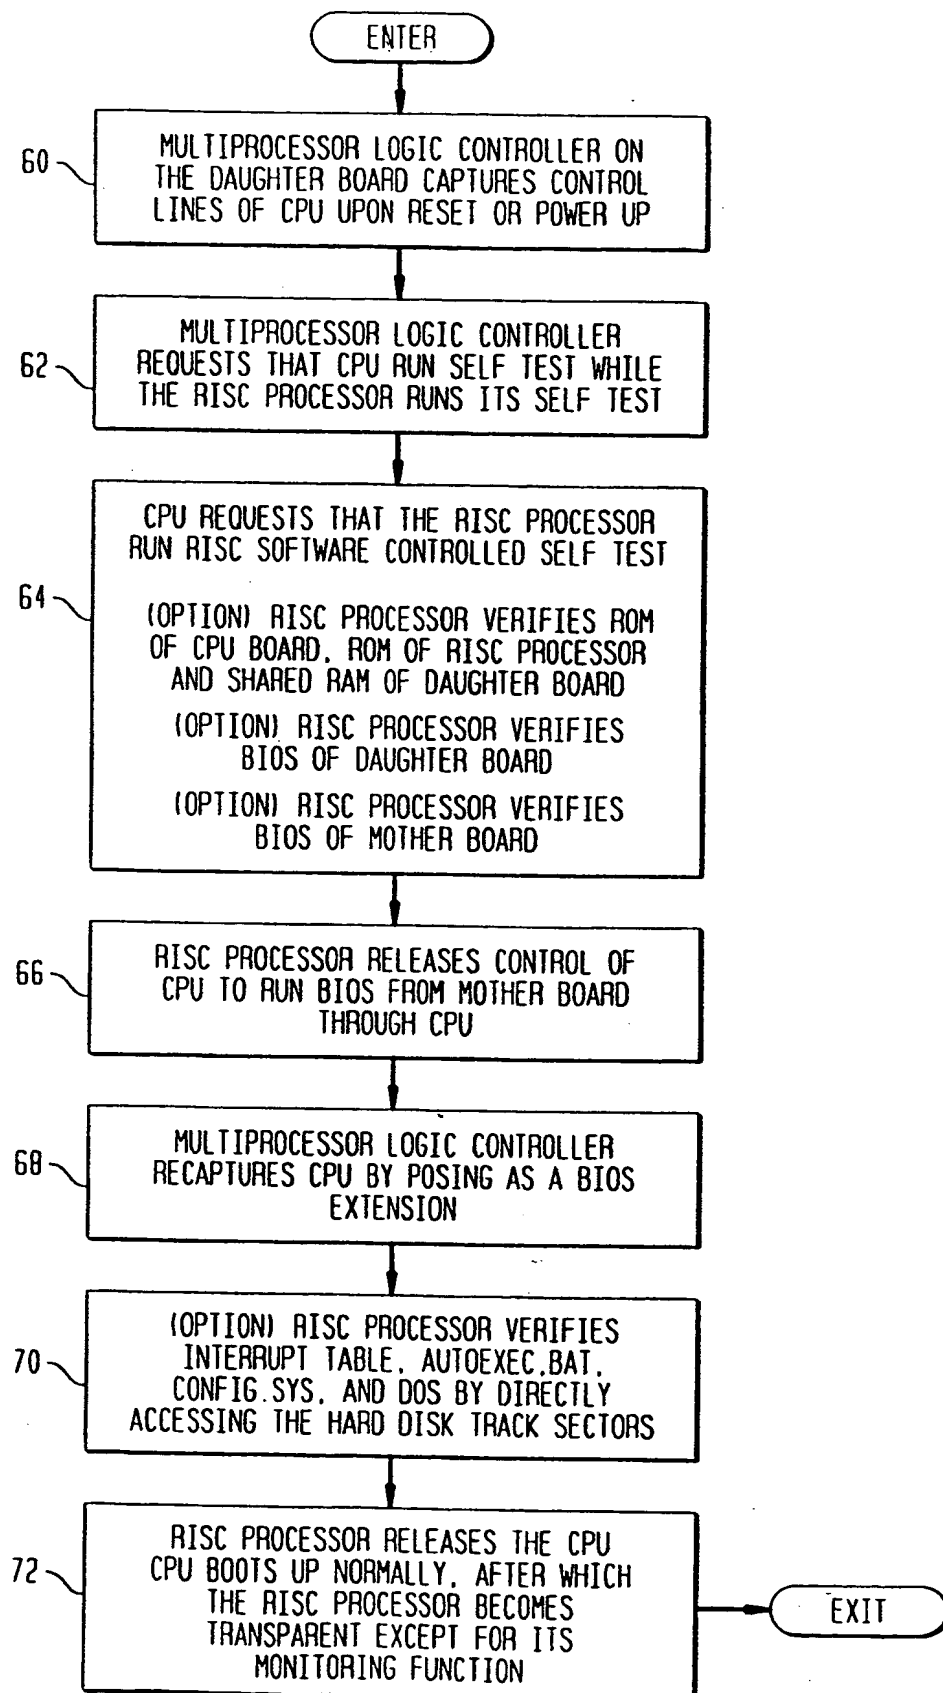 ENTER
60
MULTIPROCESSOR LOGIC CONTROLLER ON
THE DAUGHTER BOARD CAPTURES CONTROL
LINES OF CPU UPON RESET OR POWER UP
62
MULTIPROCESSOR LOGIC CONTROLLER
REQUESTS THAT CPU RUN SELF TEST WHILE
THE RISC PROCESSOR RUNS ITS SELF TEST
64
CPU REQUESTS THAT THE RISC PROCESSOR
RUN RISC SOFTWARE CONTROLLED SELF TEST
(OPTION) RISC PROCESSOR VERIFIES ROM
OF CPU BOARD, ROM OF RISC PROCESSOR
AND SHARED RAM OF DAUGHTER BOARD
(OPTION) RISC PROCESSOR VERIFIES
BIOS OF DAUGHTER BOARD
(OPTION) RISC PROCESSOR VERIFIES
BIOS OF MOTHER BOARD
66
RISC PROCESSOR RELEASES CONTROL OF
CPU TO RUN BIOS FROM MOTHER BOARD
THROUGH CPU
68
MULTIPROCESSOR LOGIC CONTROLLER
RECAPTURES CPU BY POSING AS A BIOS
EXTENSION
70
(OPTION) RISC PROCESSOR VERIFIES
INTERRUPT TABLE, AUTOEXEC.BAT,
CONFIG.SYS, AND DOS BY DIRECTLY
ACCESSING THE HARD DISK TRACK SECTORS
72
RISC PROCESSOR RELEASES THE CPU
CPU BOOTS UP NORMALLY, AFTER WHICH
THE RISC PROCESSOR BECOMES
TRANSPARENT EXCEPT FOR ITS
MONITORING FUNCTION
EXIT